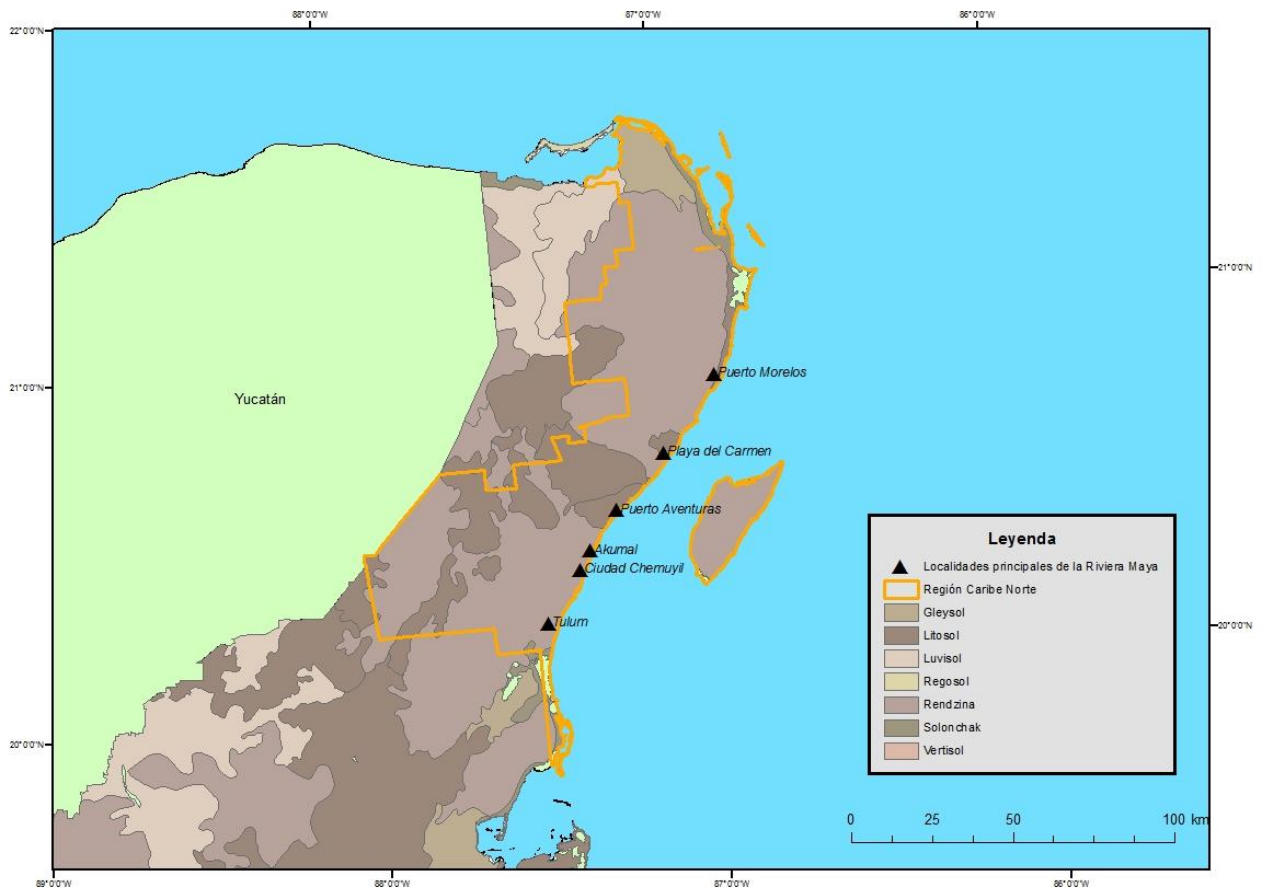 88°0'0"W
87°0'0"W
86°0'0"W
22°0'0"N
21°0'0"N
21°0'0"N
Yucatán
Puerto Morelos
Playa del Carmen
Puerto Aventuras
Akumal
Ciudad Chemuyil
Tulum
20°0'0"N
20°0'0"N
Leyenda
Localidades principales de la Riviera Maya
Región Caribe Norte
Gleysol
Litosol
Luvisol
Regosol
Rendzina
Solonchak
Vertisol
0 25 50 100 km
89°0'0"W
88°0'0"W
87°0'0"W
86°0'0"W